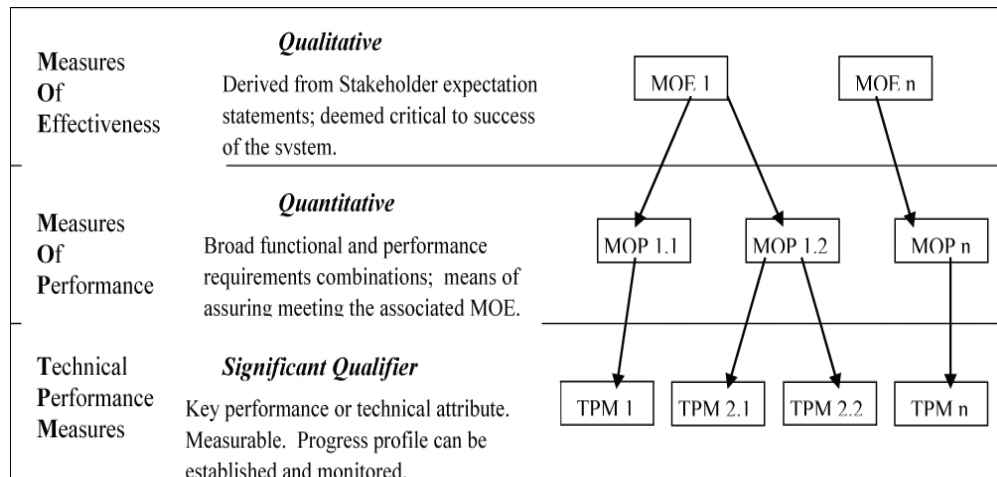 Measures
Of
Effectiveness
Qualitative
Derived from Stakeholder expectation
statements; deemed critical to success
of the system.
MOE 1
MOE n
Measures
Of
Performance
Quantitative
Broad functional and performance
requirements combinations; means of
assuring meeting the associated MOE.
MOP 1.1
MOP 1.2
MOP n
Technical
Performance
Measures
Significant Qualifier
Key performance or technical attribute.
Measurable. Progress profile can be
established and monitored.
TPM 1
TPM 2.1
TPM 2.2
TPM n